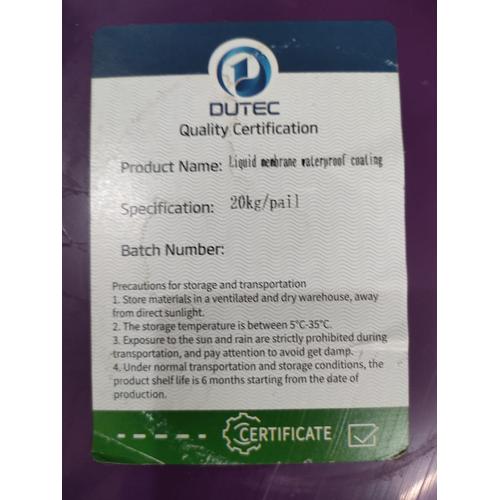 DUTEC
Quality Certification
Product Name: Liquid membrane waterproof coating
Specification: 20kg/pail
Batch Number:
Precautions for storage and transportation
1. Store materials in a ventilated and dry warehouse, away
from direct sunlight.
2. The storage temperature is between 5°C-35°C.
3. Exposure to the sun and rain are strictly prohibited during
transportation, and pay attention to avoid get damp.
4. Under normal transportation and storage conditions, the
product shelf life is 6 months starting from the date of
production.
CERTIFICATE